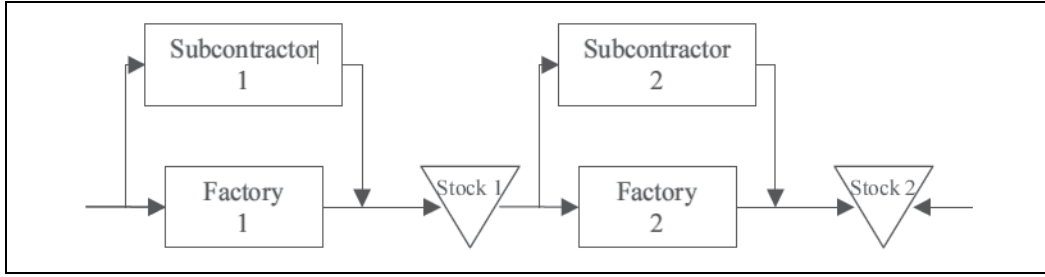 Subcontractor
1
Subcontractor
2
Factory
1
Stock 1
Factory
2
Stock 2